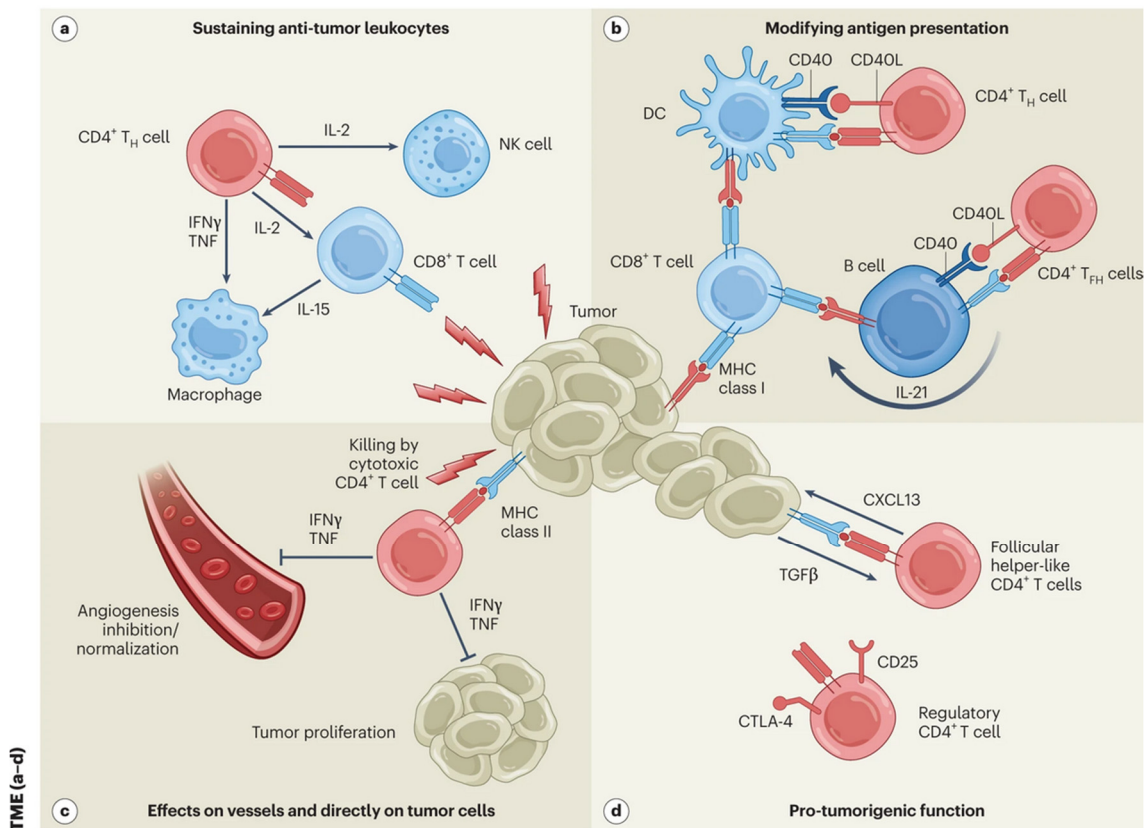 a
Sustaining anti-tumor leukocytes
CD4⁺ T_H cell
IL-2
NK cell
IFNγ
TNF
IL-2
CD8⁺ T cell
IL-15
Macrophage
b
Modifying antigen presentation
CD40
CD40L
DC
CD4⁺ T_H cell
CD40L
CD40
CD8⁺ T cell
B cell
CD4⁺ T_FH cells
IL-21
MHC
class I
Tumor
Killing by
cytotoxic
CD4⁺ T cell
MHC
class II
IFNγ
TNF
Angiogenesis
inhibition/
normalization
IFNγ
TNF
Tumor proliferation
c
Effects on vessels and directly on tumor cells
CXCL13
TGFβ
Follicular
helper-like
CD4⁺ T cells
CD25
CTLA-4
Regulatory
CD4⁺ T cell
d
Pro-tumorigenic function
TME (a–d)